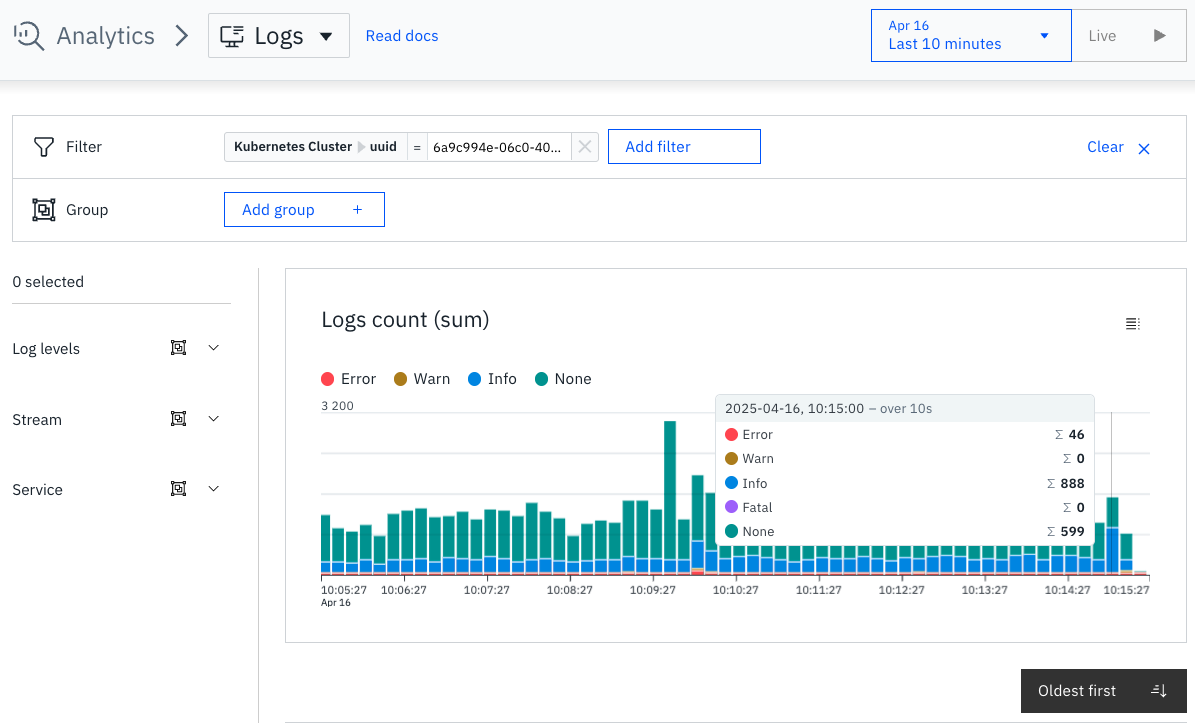 Analytics
Logs
Read docs
Apr 16
Last 10 minutes
Live
Filter
Kubernetes Cluster uuid = 6a9c994e-06c0-40...
Add filter
Clear
Group
Add group +
0 selected
Log levels
Stream
Service
Logs count (sum)
Error Warn Info None
3 200
2025-04-16, 10:15:00 – over 10s
Error Σ 46
Warn Σ 0
Info Σ 888
Fatal Σ 0
None Σ 599
10:05:27 10:06:27 10:07:27 10:08:27 10:09:27 10:10:27 10:11:27 10:12:27 10:13:27 10:14:27 10:15:27
Apr 16
Oldest first